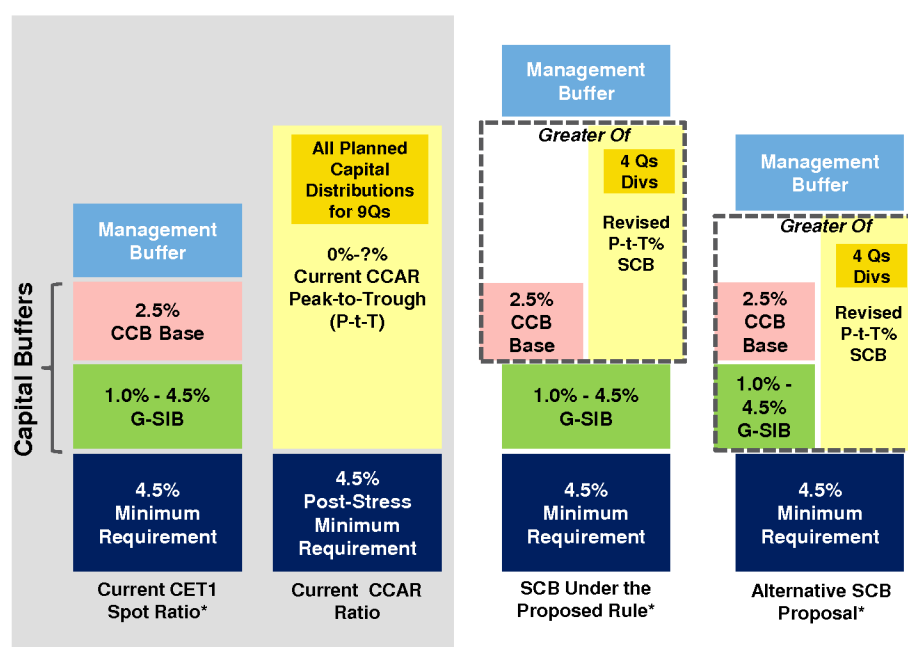 Capital Buffers
Management
Buffer
2.5%
CCB Base
1.0% - 4.5%
G-SIB
4.5%
Minimum
Requirement
Current CET1
Spot Ratio*
All Planned
Capital
Distributions
for 9Qs
0%-?%
Current CCAR
Peak-to-Trough
(P-t-T)
4.5%
Post-Stress
Minimum
Requirement
Current CCAR
Ratio
Management
Buffer
Greater Of
4 Qs
Divs
Revised
P-t-T%
SCB
2.5%
CCB
Base
1.0% - 4.5%
G-SIB
4.5%
Minimum
Requirement
SCB Under the
Proposed Rule*
Management
Buffer
Greater Of
4 Qs
Divs
Revised
P-t-T%
SCB
2.5%
CCB
Base
1.0% -
4.5%
G-SIB
4.5%
Minimum
Requirement
Alternative SCB
Proposal*